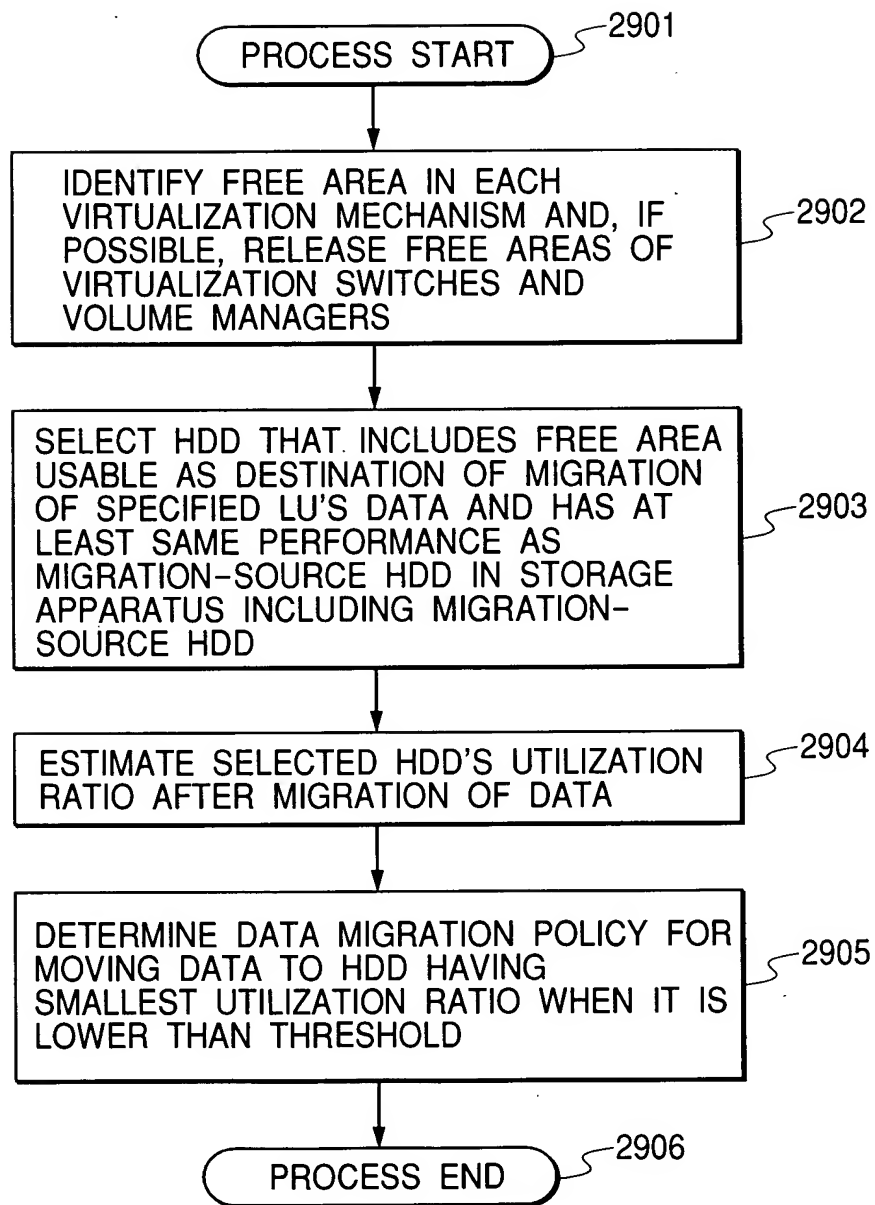 2901
PROCESS START
IDENTIFY FREE AREA IN EACH
VIRTUALIZATION MECHANISM AND, IF
POSSIBLE, RELEASE FREE AREAS OF
VIRTUALIZATION SWITCHES AND
VOLUME MANAGERS
2902
SELECT HDD THAT INCLUDES FREE AREA
USABLE AS DESTINATION OF MIGRATION
OF SPECIFIED LU'S DATA AND HAS AT
LEAST SAME PERFORMANCE AS
MIGRATION-SOURCE HDD IN STORAGE
APPARATUS INCLUDING MIGRATION-
SOURCE HDD
2903
ESTIMATE SELECTED HDD'S UTILIZATION
RATIO AFTER MIGRATION OF DATA
2904
DETERMINE DATA MIGRATION POLICY FOR
MOVING DATA TO HDD HAVING
SMALLEST UTILIZATION RATIO WHEN IT IS
LOWER THAN THRESHOLD
2905
PROCESS END
2906